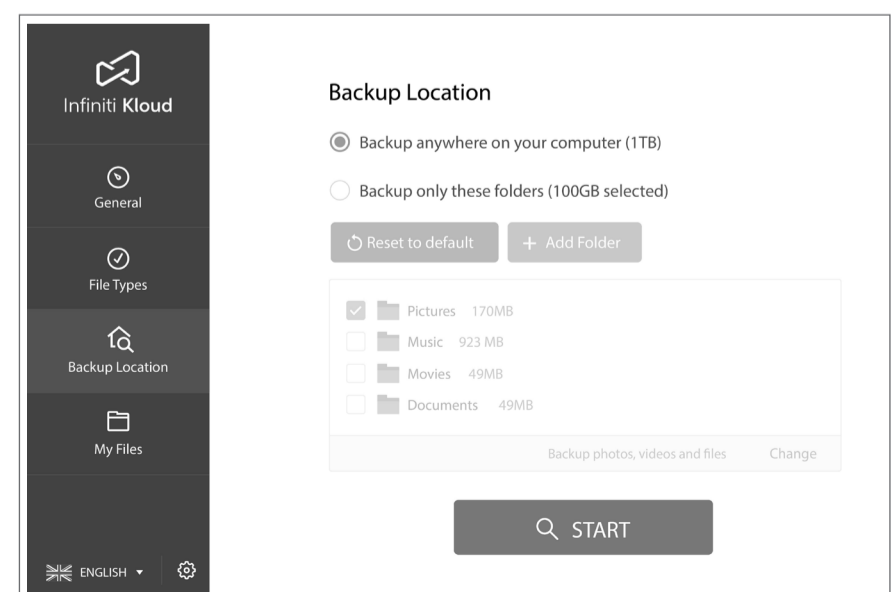 Infiniti Kloud
General
File Types
Backup Location
My Files
ENGLISH
Backup Location
Backup anywhere on your computer (1TB)
Backup only these folders (100GB selected)
Reset to default
+ Add Folder
Pictures 170MB
Music 923 MB
Movies 49MB
Documents 49MB
Backup photos, videos and files Change
START